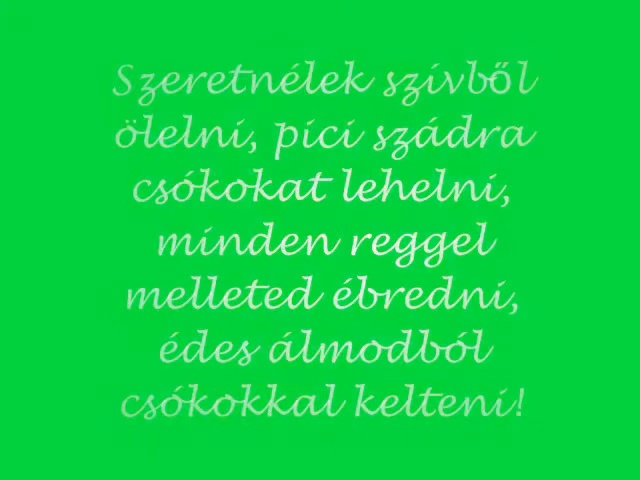 Szeretnélek szívből
ölelni, pici szádra
csókokat lehelni,
minden reggel
melleted ébredni,
édes álmodból
csókokkal kelteni!